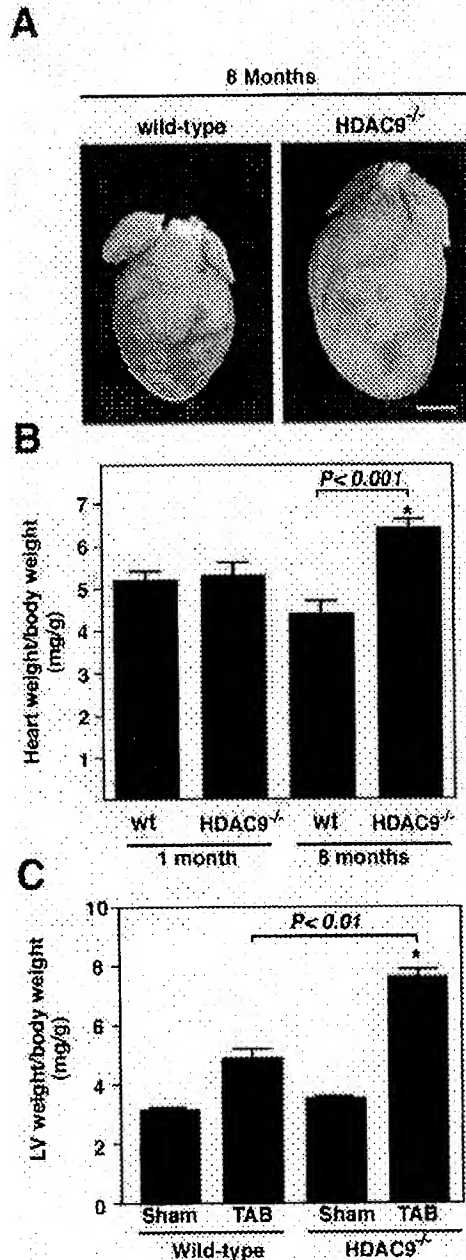 A
8 Months
wild-type HDAC9-/-
B
P< 0.001
*
Heart weight/body weight
(mg/g)
7
6
5
4
3
2
1
wt HDAC9-/- wt HDAC9-/-
1 month 8 months
C
P< 0.01
*
LV weight/body weight
(mg/g)
10
8
6
4
2
0
Sham TAB Sham TAB
Wild-type HDAC9-/-